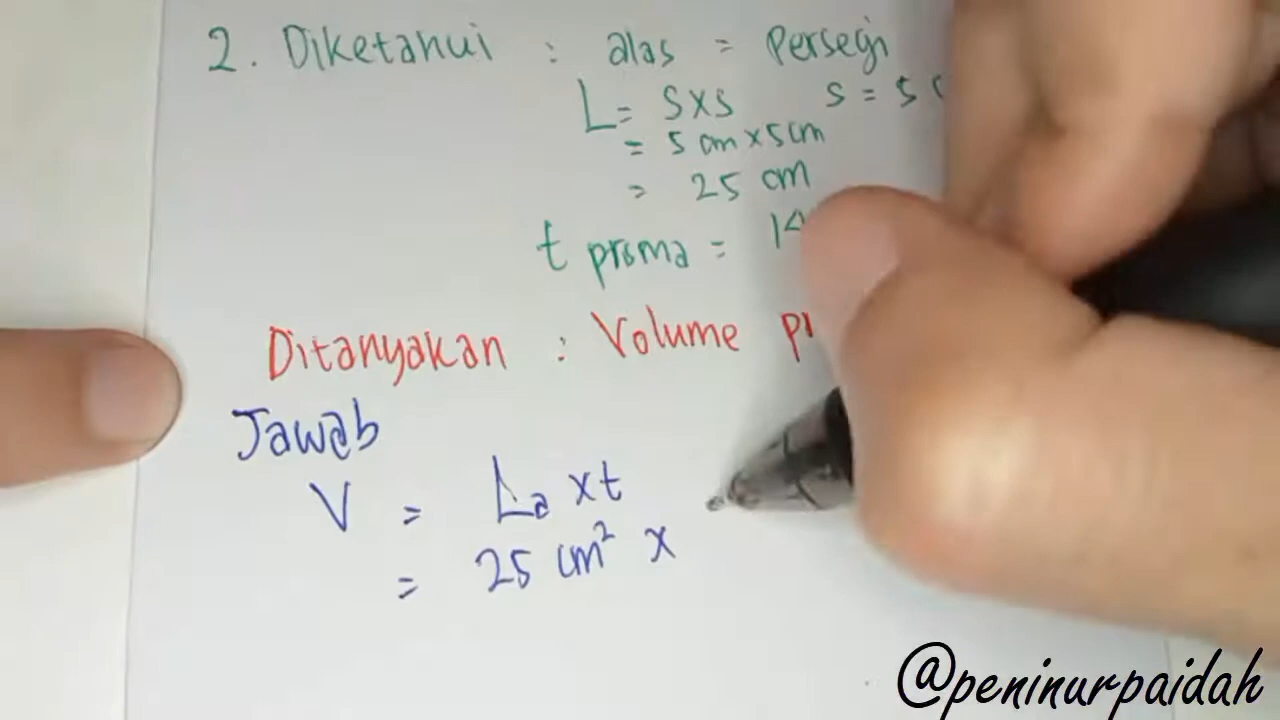 2. Diketahui : alas = Persegi
L = S x S s = 5
= 5 cm x 5 cm
= 25 cm
t prisma = 14
Ditanyakan : Volume
Jawab
V = La x t
= 25 cm² x
@peninurpaidah